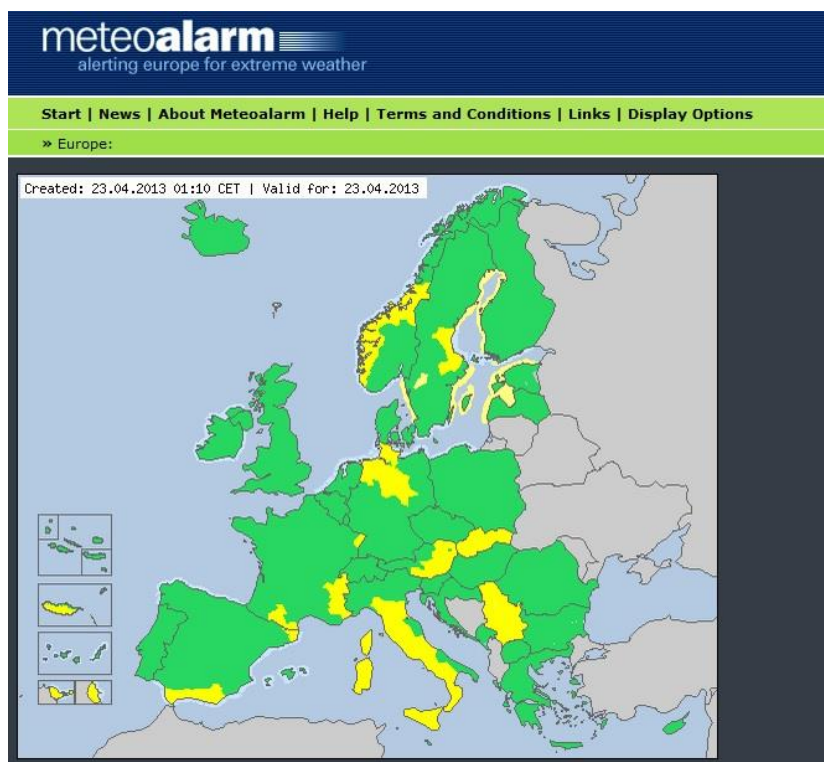 meteoalarm
alerting europe for extreme weather
Start | News | About Meteoalarm | Help | Terms and Conditions | Links | Display Options
» Europe:
Created: 23.04.2013 01:10 CET | Valid for: 23.04.2013